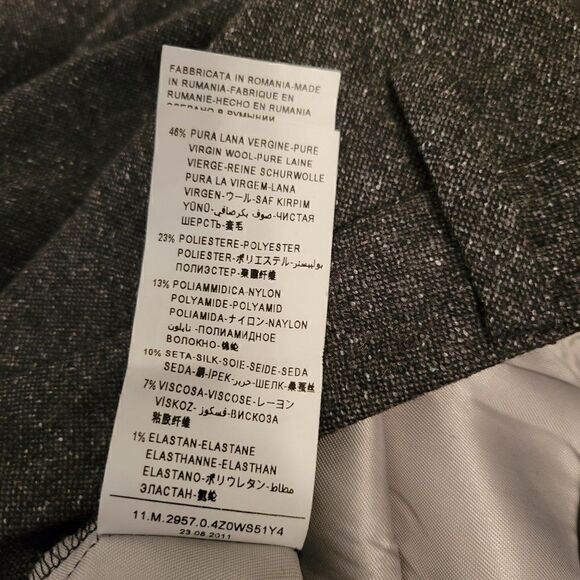 FABBRICATA IN ROMANIA-MADE
IN RUMANIA-FABRIQUE EN
RUMANIE-HECHO EN RUMANIA
46% PURA LANA VERGINE-PURE
VIRGIN WOOL-PURE LAINE
VIERGE-REINE SCHURWOLLE
PURA LA VIRGEM-LANA
VIRGEN-ウール-SAF KIRPIM
YÜNÜ-صوف بكرصافي-ЧИСТАЯ
ШЕРСТЬ-套毛
23% POLIESTERE-POLYESTER
POLIESTER-ポリエステル-بوليستر
ПОЛИЭСТЕР-聚酯纤维
13% POLIAMMIDICA-NYLON
POLYAMIDE-POLYAMID
POLIAMIDA-ナイロン-NAYLON
نايلون-ПОЛИАМИДНОЕ
ВОЛОКНО-锦纶
10% SETA-SILK-SOIE-SEIDE-SEDA
SEDA-絹-IPEK-حرير-ШЕЛК-桑蚕丝
7% VISCOSA-VISCOSE-レーヨン
VİSKOZ-فسكوز-ВИСКОЗА
粘胶纤维
1% ELASTAN-ELASTANE
ELASTHANNE-ELASTHAN
ELASTANO-ポリウレタン-مطاط
ЭЛАСТАН-氨纶
11.M.2957.0.4Z0WS51Y4
23.08.2011